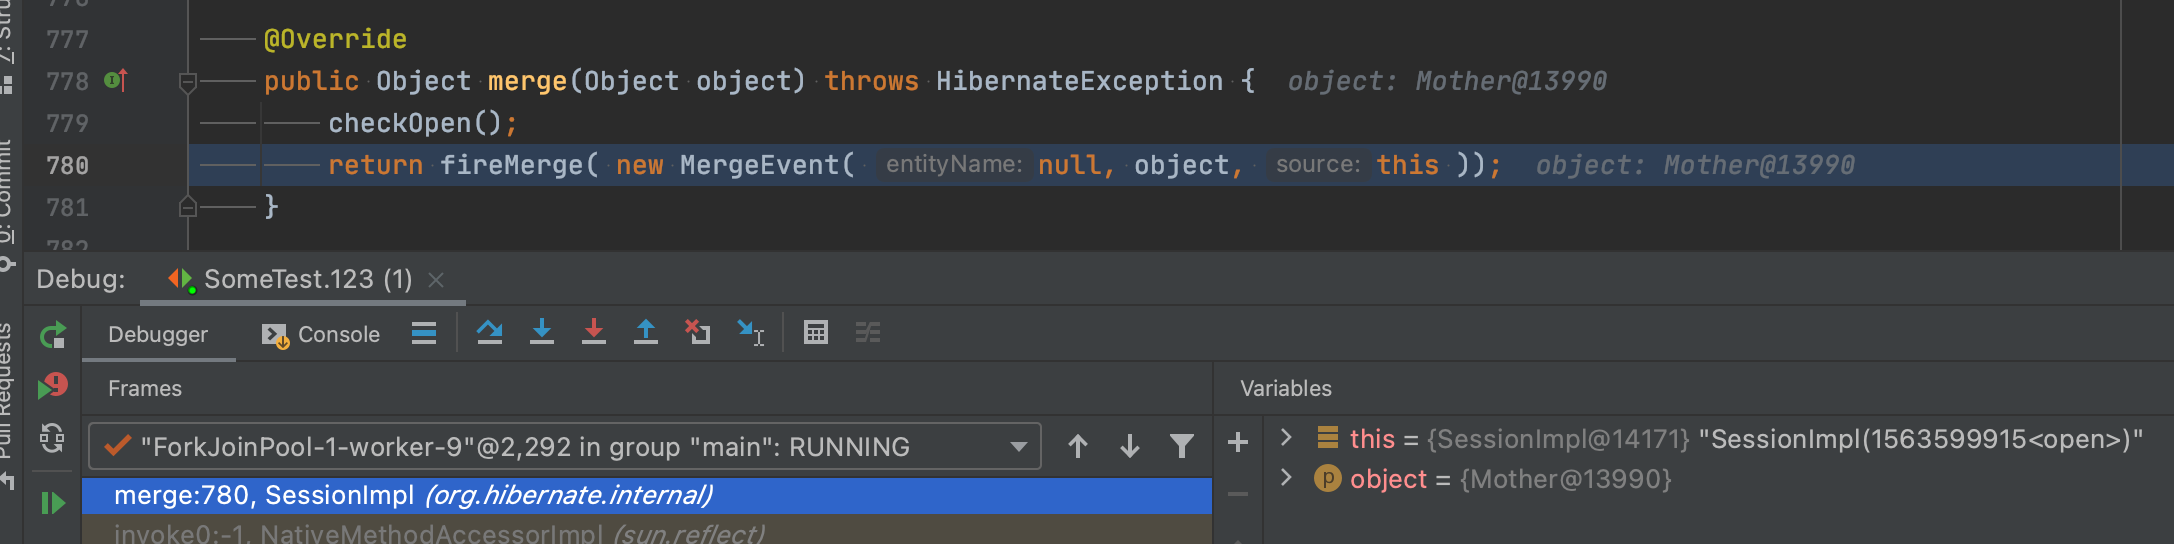 777 @Override
778 public Object merge(Object object) throws HibernateException { object: Mother@13990
779 checkOpen();
780 return fireMerge( new MergeEvent( entityName: null, object, source: this )); object: Mother@13990
781 }
782
0: Commit
Pull Requests
Debug: SomeTest.123 (1)
Debugger Console
Frames
Variables
"ForkJoinPool-1-worker-9"@2,292 in group "main": RUNNING
merge:780, SessionImpl (org.hibernate.internal)
invoke0:-1, NativeMethodAccessorImpl (sun.reflect)
this = {SessionImpl@14171} "SessionImpl(1563599915<open>)"
p object = {Mother@13990}